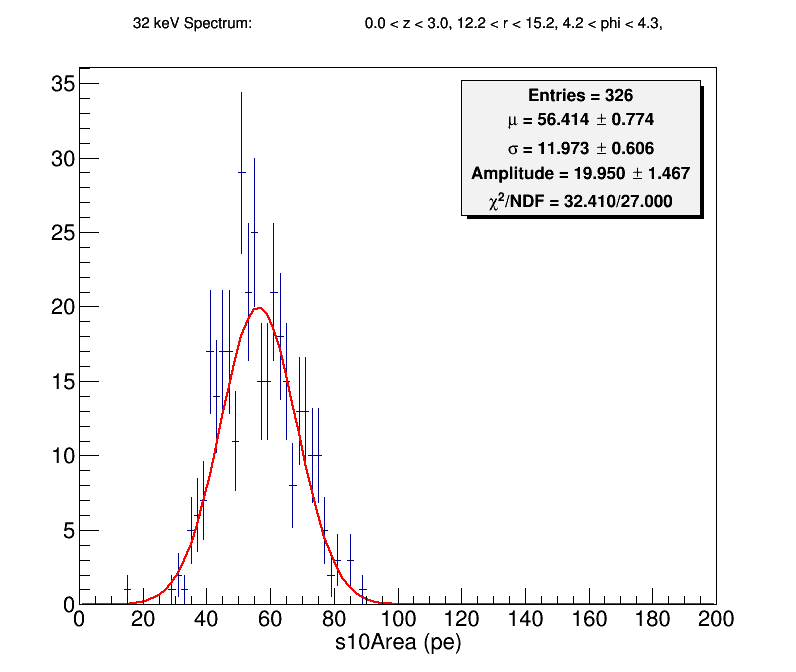 32 keV Spectrum: 0.0 < z < 3.0, 12.2 < r < 15.2, 4.2 < phi < 4.3,
Entries = 326
μ = 56.414 ± 0.774
σ = 11.973 ± 0.606
Amplitude = 19.950 ± 1.467
χ²/NDF = 32.410/27.000
35
30
25
20
15
10
5
0
0 20 40 60 80 100 120 140 160 180 200
s10Area (pe)